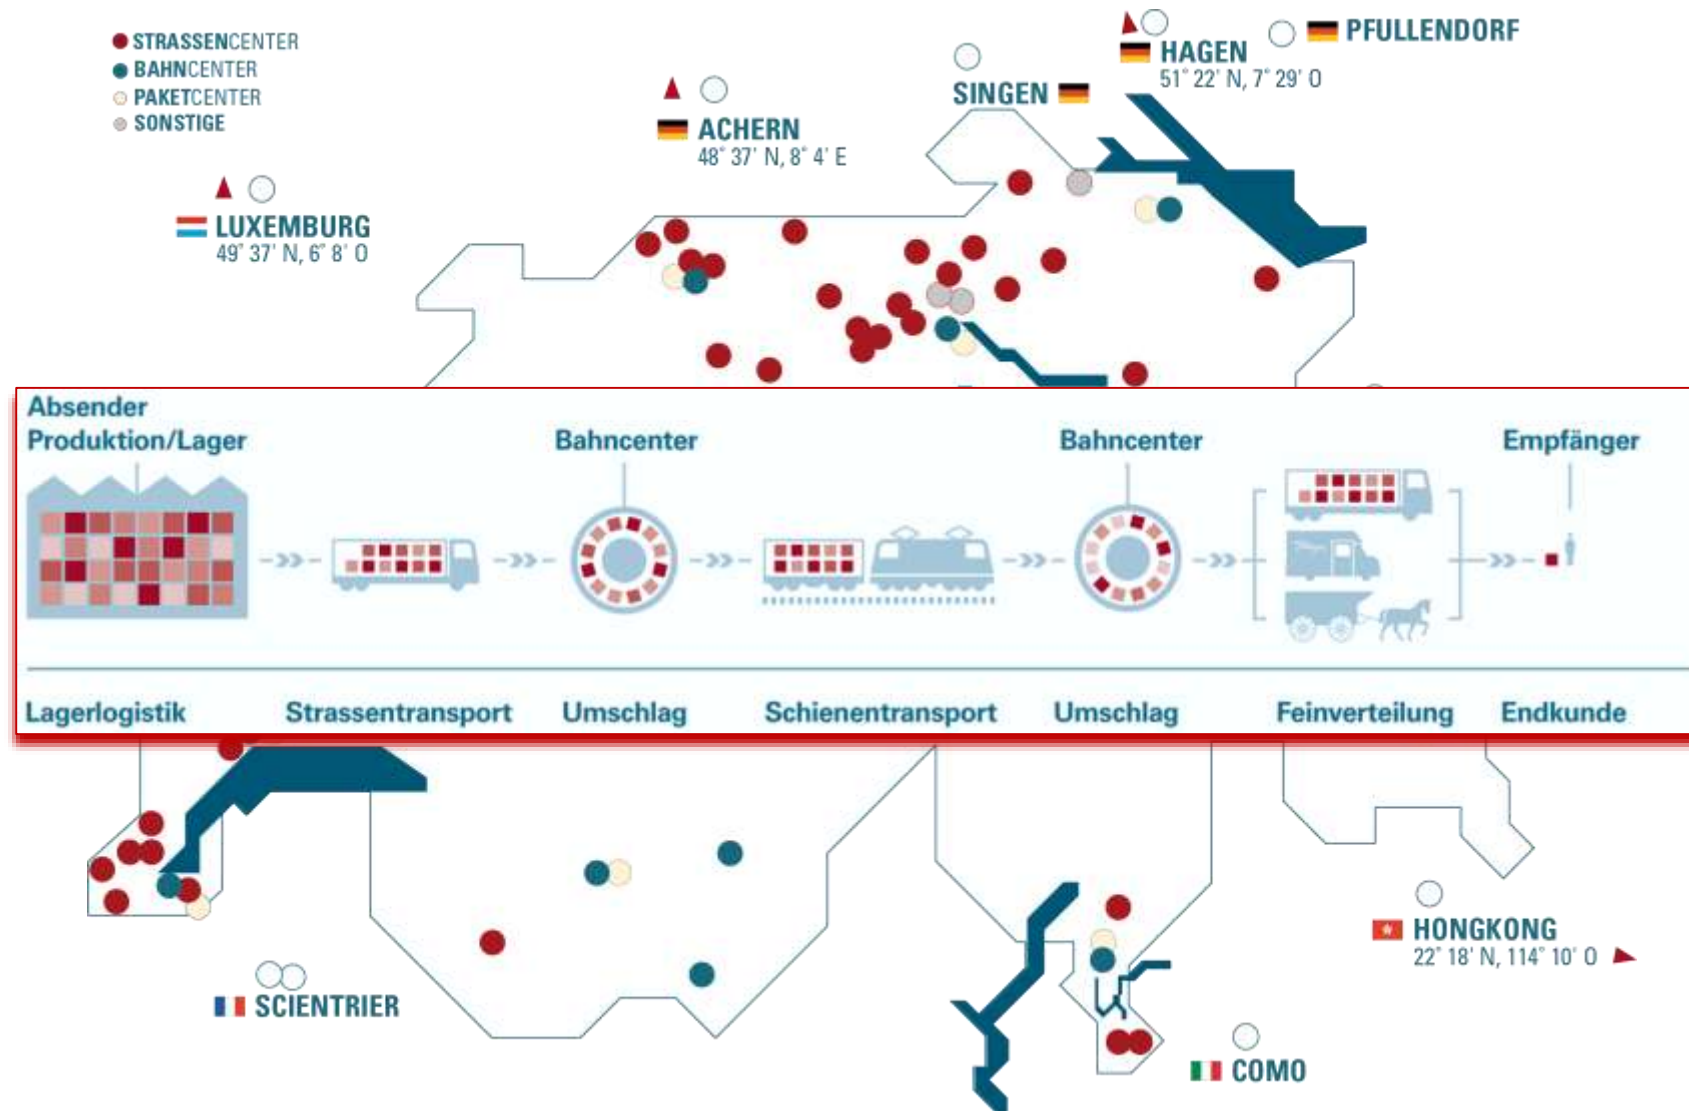 STRASSENCENTER
BAHNCENTER
PAKETCENTER
SONSTIGE
LUXEMBURG
49° 37' N, 6° 8' O
ACHERN
48° 37' N, 8° 4' E
SINGEN
HAGEN
51° 22' N, 7° 29' O
PFULLENDORF
Absender
Produktion/Lager
Bahncenter
Bahncenter
Empfänger
Lagerlogistik
Strassentransport
Umschlag
Schienentransport
Umschlag
Feinverteilung
Endkunde
SCIENTRIER
HONGKONG
22° 18' N, 114° 10' O
COMO